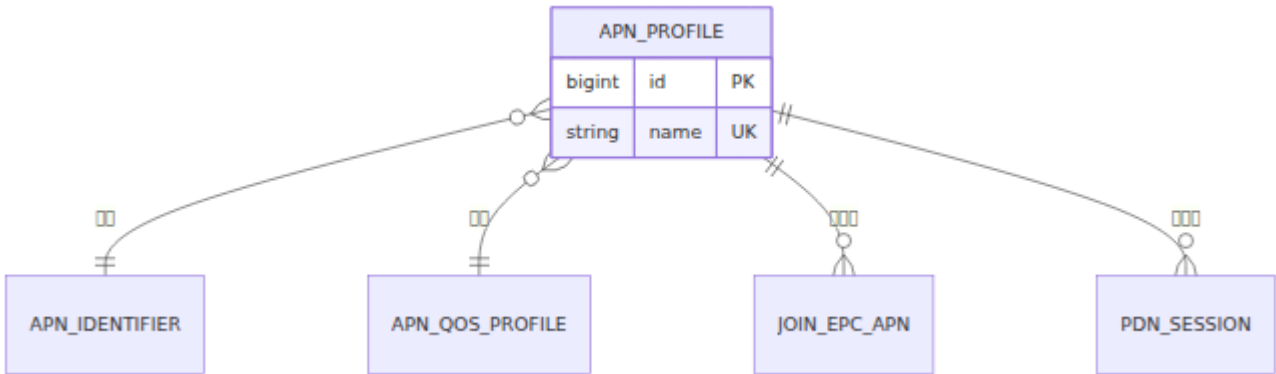 APN_PROFILE
bigint id PK
string name UK
APN_IDENTIFIER
APN_QOS_PROFILE
JOIN_EPC_APN
PDN_SESSION